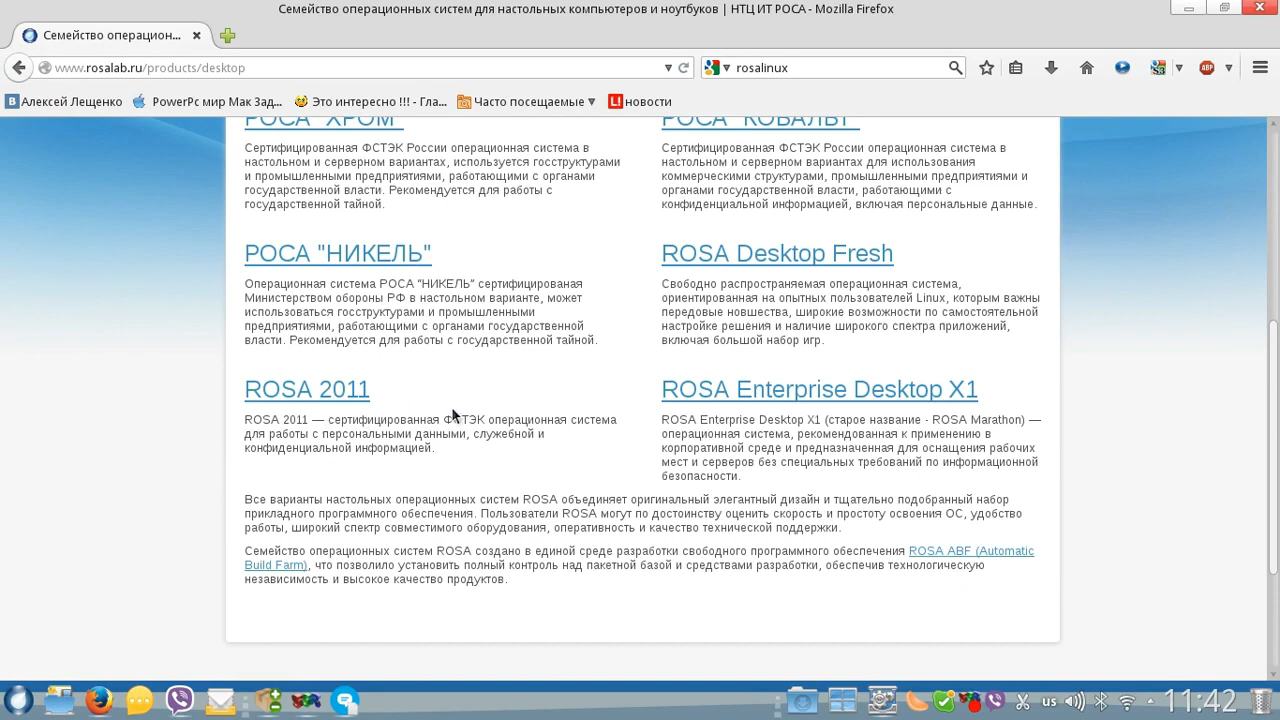 Семейство операционных систем для настольных компьютеров и ноутбуков | НТЦ ИТ РОСА - Mozilla Firefox
Семейство операцион...
www.rosalab.ru/products/desktop
rosalinux
ABP
Алексей Лещенко
PowerPc мир Мак Зад...
Это интересно !!! - Гла...
Часто посещаемые
новости
РОСА "ХРОМ"
Сертифицированная ФСТЭК России операционная система в
настольном и серверном вариантах, используется госструктурами
и промышленными предприятиями, работающими с органами
государственной власти. Рекомендуется для работы с
государственной тайной.
РОСА "КОБАЛЬТ"
Сертифицированная ФСТЭК России операционная система в
настольном и серверном вариантах для использования
коммерческими структурами, промышленными предприятиями и
органами государственной власти, работающими с
конфиденциальной информацией, включая персональные данные.
РОСА "НИКЕЛЬ"
Операционная система РОСА "НИКЕЛЬ" сертифицированая
Министерством обороны РФ в настольном варианте, может
использоваться госструктурами и промышленными
предприятиями, работающими с органами государственной
власти. Рекомендуется для работы с государственной тайной.
ROSA Desktop Fresh
Свободно распространяемая операционная система,
ориентированная на опытных пользователей Linux, которым важны
передовые новшества, широкие возможности по самостоятельной
настройке решения и наличие широкого спектра приложений,
включая большой набор игр.
ROSA 2011
ROSA 2011 — сертифицированная ФСТЭК операционная система
для работы с персональными данными, служебной и
конфиденциальной информацией.
ROSA Enterprise Desktop X1
ROSA Enterprise Desktop X1 (старое название - ROSA Marathon) —
операционная система, рекомендованная к применению в
корпоративной среде и предназначенная для оснащения рабочих
мест и серверов без специальных требований по информационной
безопасности.
Все варианты настольных операционных систем ROSA объединяет оригинальный элегантный дизайн и тщательно подобранный набор
прикладного программного обеспечения. Пользователи ROSA могут по достоинству оценить скорость и простоту освоения ОС, удобство
работы, широкий спектр совместимого оборудования, оперативность и качество технической поддержки.
Семейство операционных систем ROSA создано в единой среде разработки свободного программного обеспечения ROSA ABF (Automatic
Build Farm), что позволило установить полный контроль над пакетной базой и средствами разработки, обеспечив технологическую
независимость и высокое качество продуктов.
us
11:42